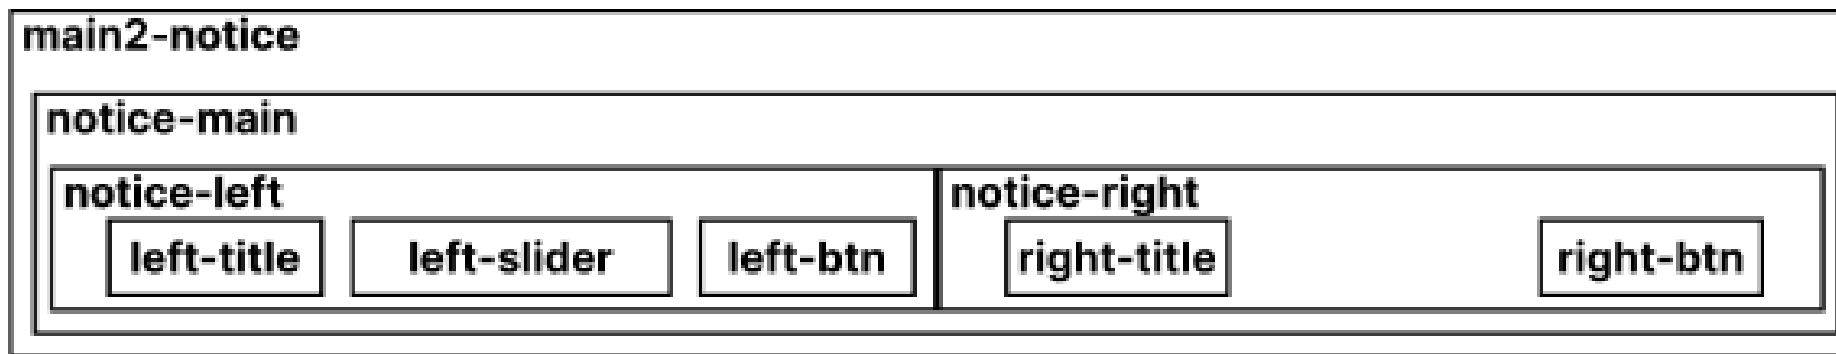 main2-notice
notice-main
notice-left notice-right
left-title left-slider left-btn right-title right-btn